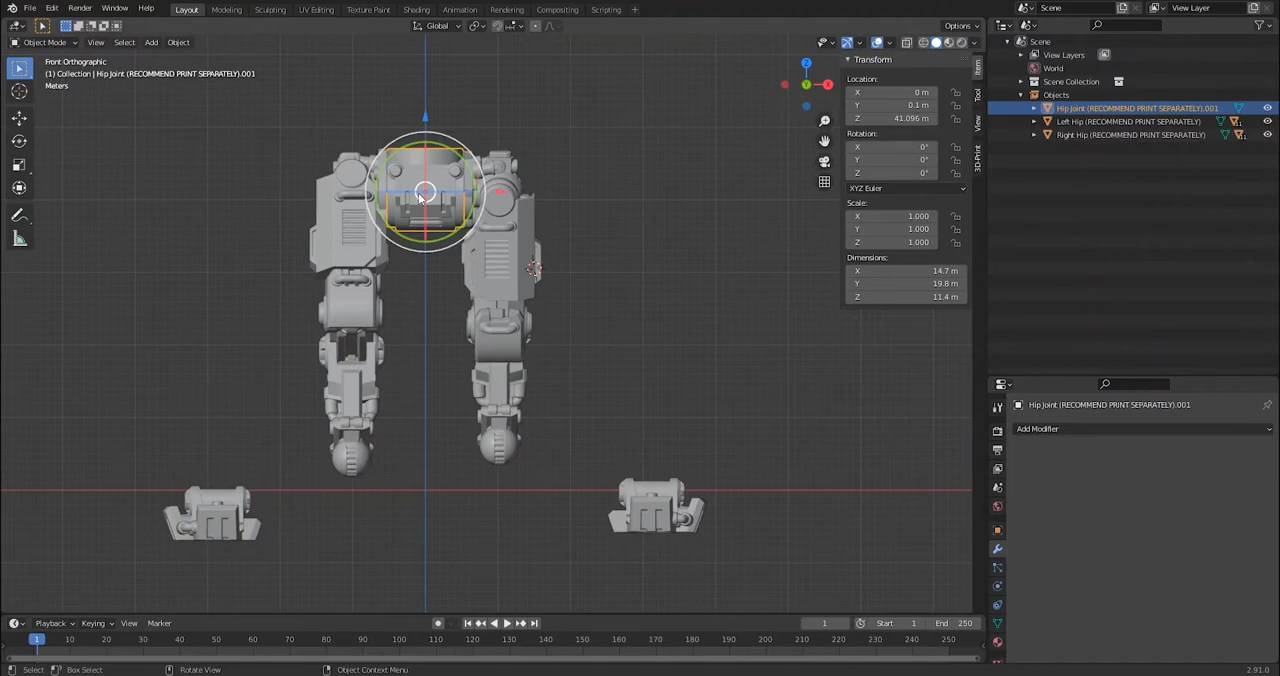 File Edit Render Window Help Layout Modeling Sculpting UV Editing Texture Paint Shading Animation Rendering Compositing Scripting + Scene View Layer
Global Options
Object Mode View Select Add Object
Front Orthographic
(1) Collection | Hip Joint (RECOMMEND PRINT SEPARATELY).001
Meters
Z
X
Y
Transform
Location:
X 0 m
Y 0.1 m
Z 41.096 m
Rotation:
X 0°
Y 0°
Z 0°
XYZ Euler
Scale:
X 1.000
Y 1.000
Z 1.000
Dimensions:
X 14.7 m
Y 19.8 m
Z 11.4 m
Item
Tool
View
3D-Print
Scene
View Layers
World
Scene Collection
Objects
Hip Joint (RECOMMEND PRINT SEPARATELY).001
Left Hip (RECOMMEND PRINT SEPARATELY)
Right Hip (RECOMMEND PRINT SEPARATELY)
11
11
Hip Joint (RECOMMEND PRINT SEPARATELY).001
Add Modifier
Playback Keying View Marker 1 Start 1 End 250
1 10 20 30 40 50 60 70 80 90 100 110 120 130 140 150 160 170 180 190 200 210 220 230 240 250
Select Box Select Rotate View Object Context Menu 2.91.0